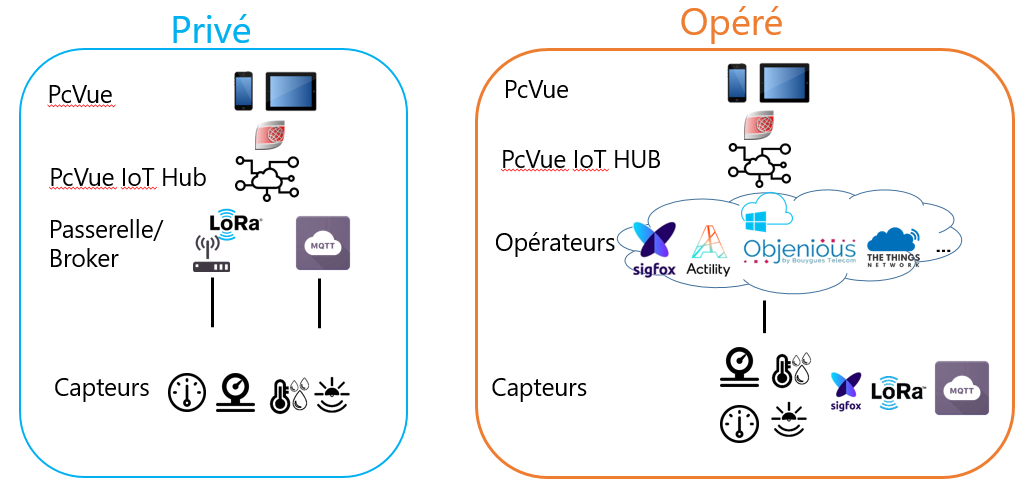 Privé
PcVue
PcVue IoT Hub
LoRa
Passerelle/
Broker
MQTT
Capteurs
Opéré
PcVue
PcVue IoT HUB
Opérateurs
sigfox
Actility
Objenious
by Bouygues Telecom
THE THINGS
NETWORK
...
Capteurs
sigfox
LoRa™
MQTT